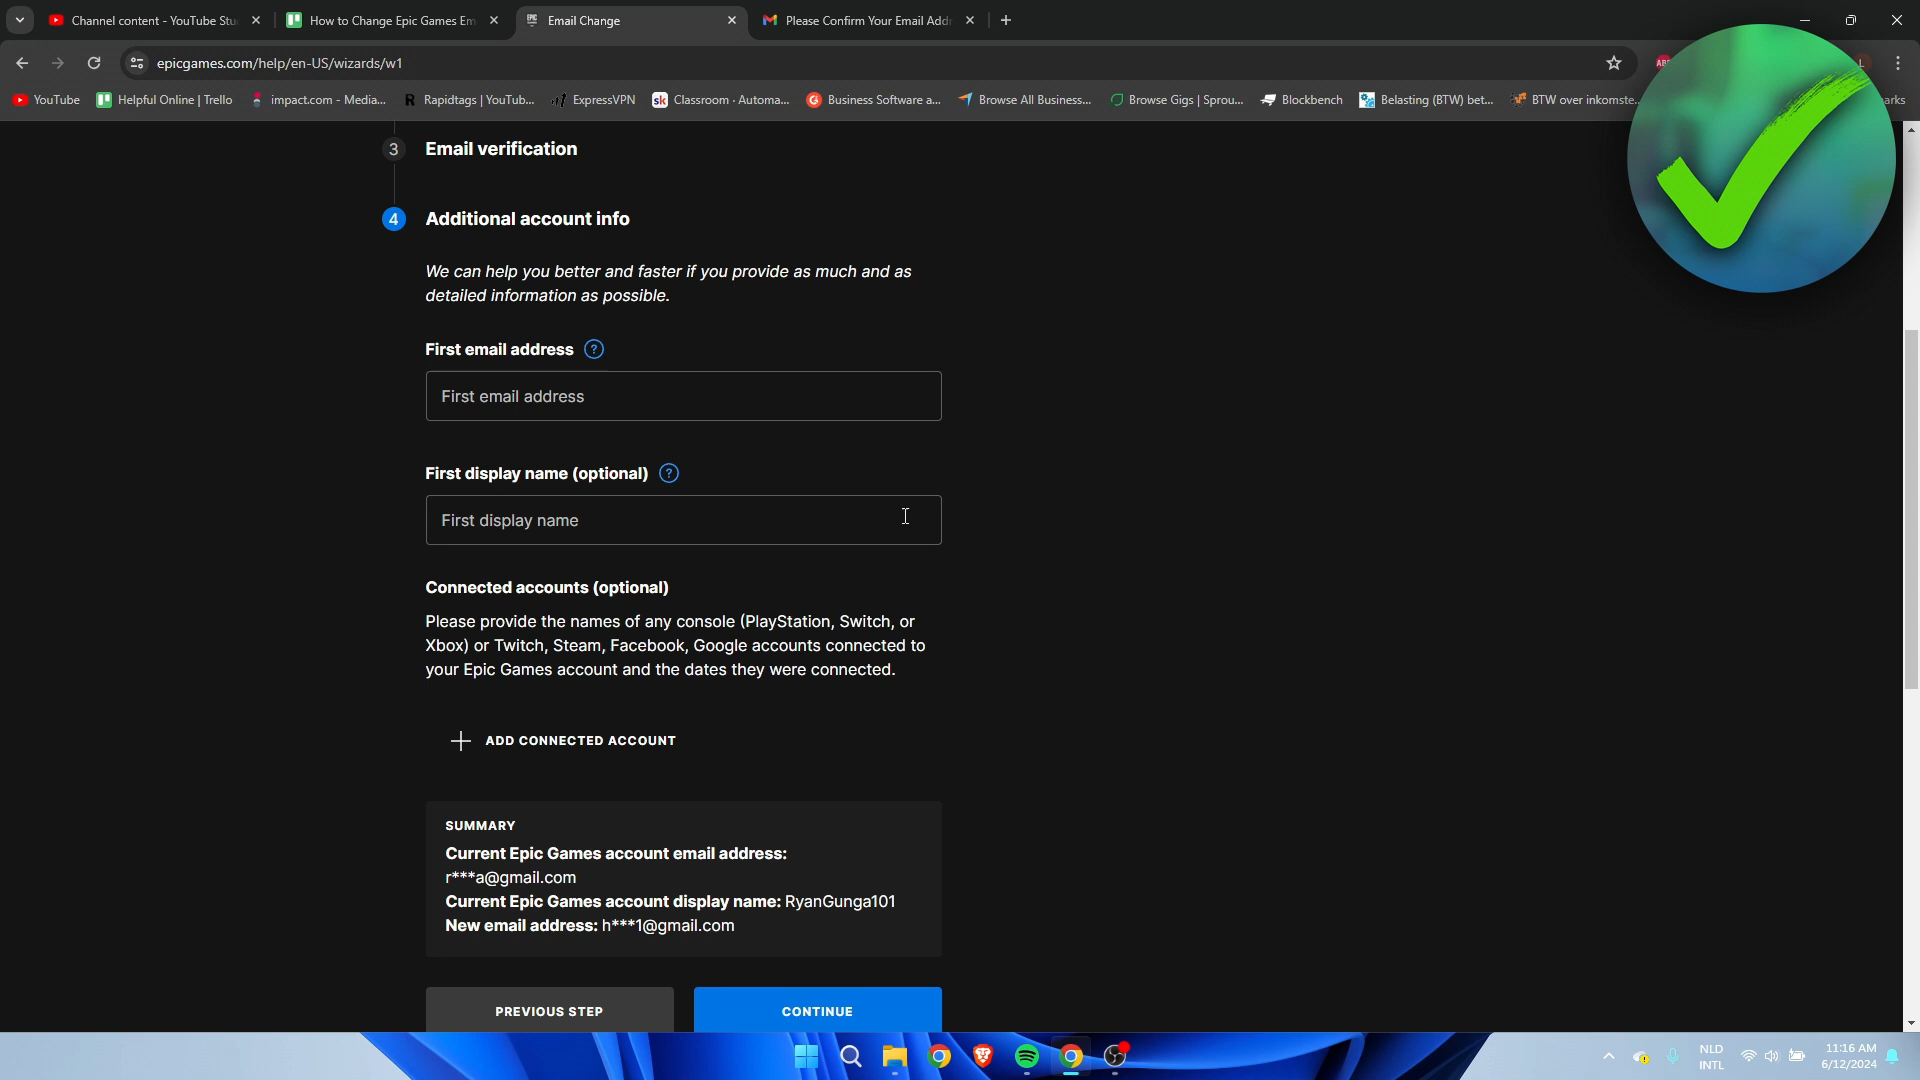 Channel content - YouTube Stu
How to Change Epic Games Em
EPIC
Email Change
Please Confirm Your Email Add
epicgames.com/help/en-US/wizards/w1
YouTube
Helpful Online | Trello
impact.com - Media...
Rapidtags | YouTub...
ExpressVPN
sk
Classroom - Automa...
Business Software a...
Browse All Business...
Browse Gigs | Sprou...
Blockbench
Belasting (BTW) bet...
BTW over inkomste...
arks
3
Email verification
4
Additional account info
We can help you better and faster if you provide as much and as
detailed information as possible.
First email address ?
First email address
First display name (optional) ?
First display name
Connected accounts (optional)
Please provide the names of any console (PlayStation, Switch, or
Xbox) or Twitch, Steam, Facebook, Google accounts connected to
your Epic Games account and the dates they were connected.
ADD CONNECTED ACCOUNT
SUMMARY
Current Epic Games account email address:
r***a@gmail.com
Current Epic Games account display name: RyanGunga101
New email address: h***1@gmail.com
PREVIOUS STEP
CONTINUE
NLD
INTL
11:16 AM
6/12/2024